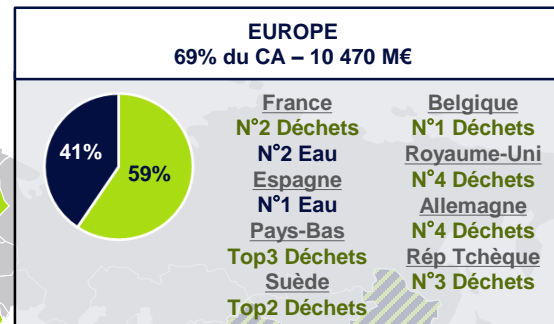 EUROPE
69% du CA – 10 470 M€
41%
59%
France
N°2 Déchets
N°2 Eau
Espagne
N°1 Eau
Pays-Bas
Top3 Déchets
Suède
Top2 Déchets
Belgique
N°1 Déchets
Royaume-Uni
N°4 Déchets
Allemagne
N°4 Déchets
Rép Tchèque
N°3 Déchets